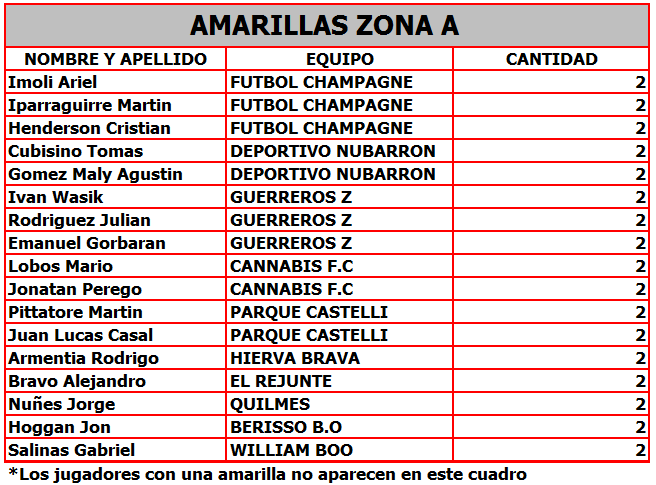 AMARILLAS ZONA A
NOMBRE Y APELLIDO EQUIPO CANTIDAD
Imoli Ariel FUTBOL CHAMPAGNE 2
Iparraguirre Martin FUTBOL CHAMPAGNE 2
Henderson Cristian FUTBOL CHAMPAGNE 2
Cubisino Tomas DEPORTIVO NUBARRON 2
Gomez Maly Agustin DEPORTIVO NUBARRON 2
Ivan Wasik GUERREROS Z 2
Rodriguez Julian GUERREROS Z 2
Emanuel Gorbaran GUERREROS Z 2
Lobos Mario CANNABIS F.C 2
Jonatan Perego CANNABIS F.C 2
Pittatore Martin PARQUE CASTELLI 2
Juan Lucas Casal PARQUE CASTELLI 2
Armentia Rodrigo HIERVA BRAVA 2
Bravo Alejandro EL REJUNTE 2
Nuñes Jorge QUILMES 2
Hoggan Jon BERISSO B.O 2
Salinas Gabriel WILLIAM BOO 2
*Los jugadores con una amarilla no aparecen en este cuadro